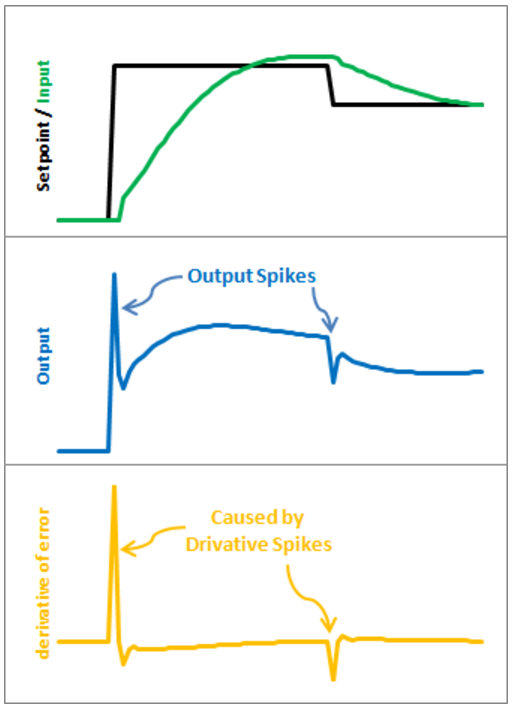 Setpoint / Input
Output Spikes
Output
Caused by
Drivative Spikes
derivative of error